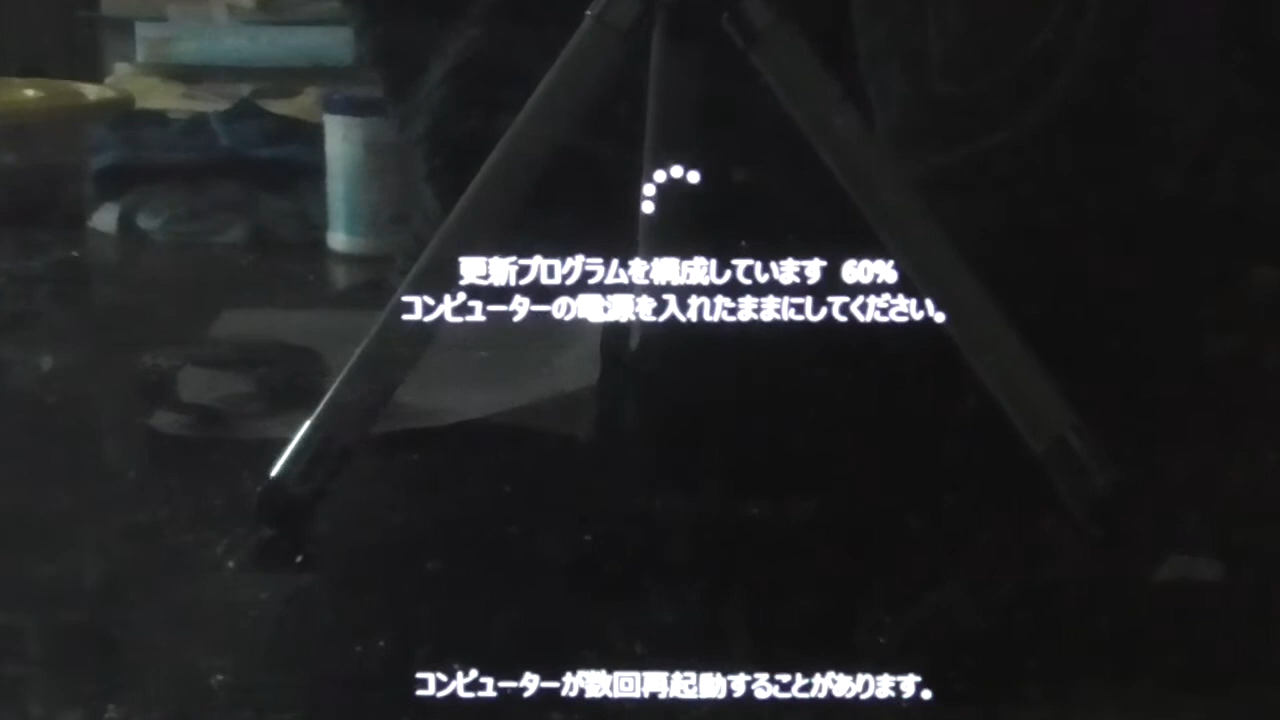 更新プログラムを構成しています 60%
コンピューターの電源を入れたままにしてください。
コンピューターが数回再起動することがあります。